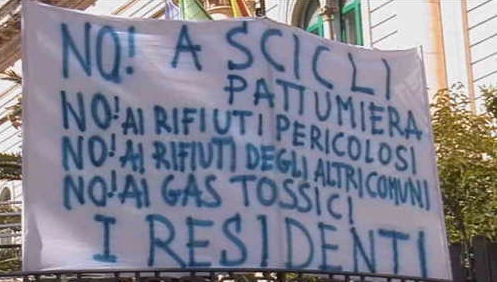 NO! A SCICLI
PATTUMIERA
NO! AI RIFIUTI PERICOLOSI
NO! AI RIFIUTI DEGLI ALTRI COMUNI
NO! AI GAS TOSSICI
I RESIDENTI